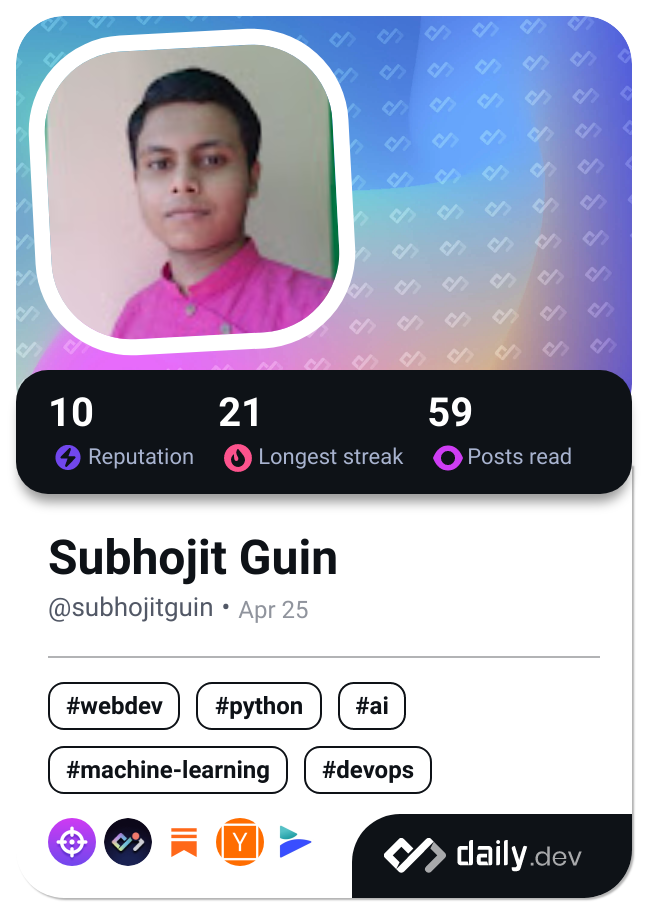 10 21 59
Reputation Longest streak Posts read
Subhojit Guin
@subhojitguin • Apr 25
#webdev #python #ai
#machine-learning #devops
Y
daily.dev